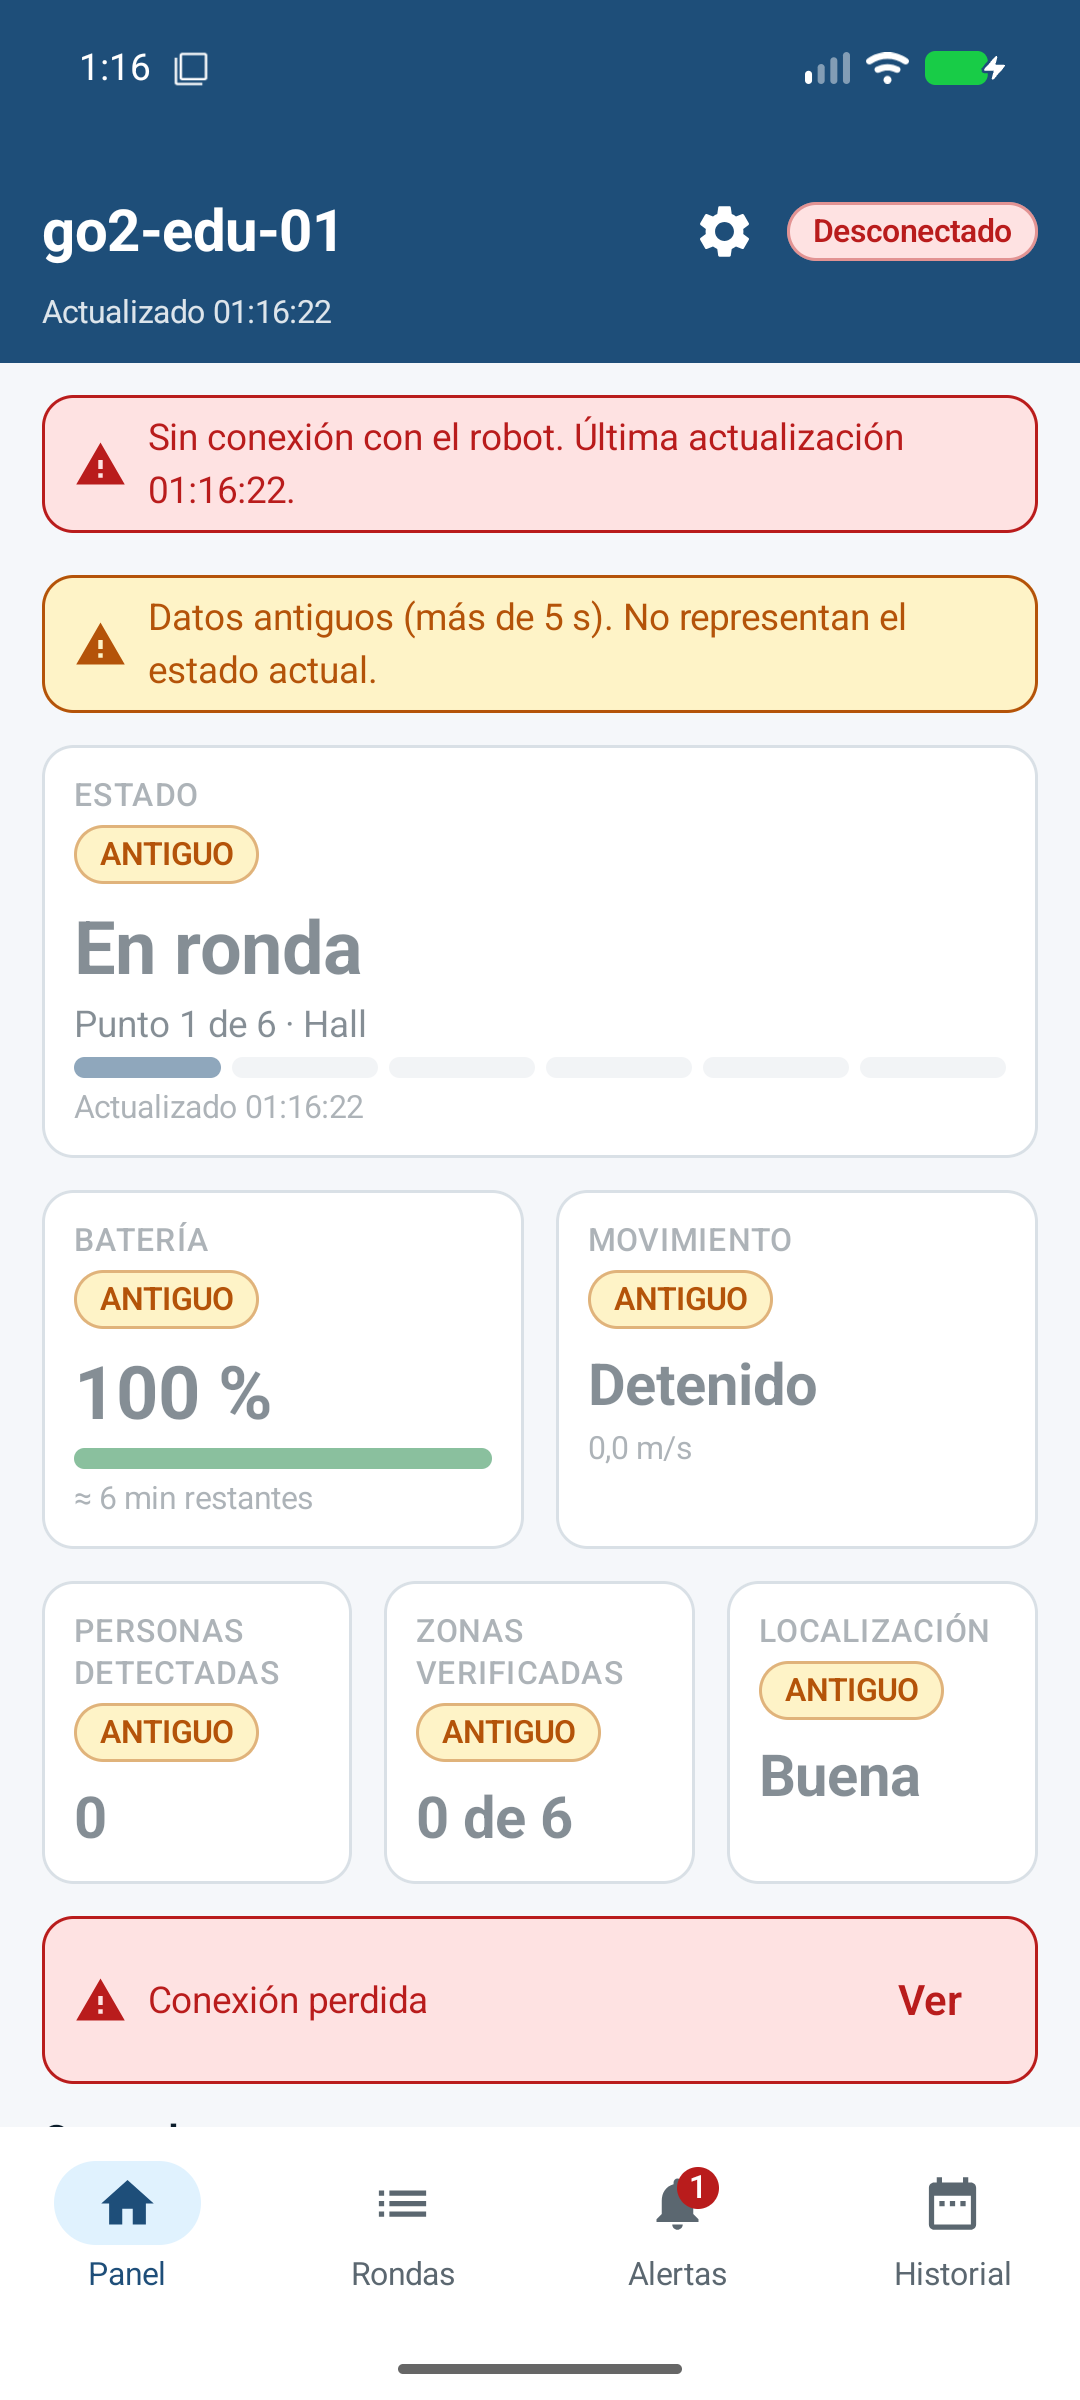 1:16
go2-edu-01
Desconectado
Actualizado 01:16:22
Sin conexión con el robot. Última actualización
01:16:22.
Datos antiguos (más de 5 s). No representan el
estado actual.
ESTADO
ANTIGUO
En ronda
Punto 1 de 6 · Hall
Actualizado 01:16:22
BATERÍA
ANTIGUO
100 %
≈ 6 min restantes
MOVIMIENTO
ANTIGUO
Detenido
0,0 m/s
PERSONAS
DETECTADAS
ANTIGUO
0
ZONAS
VERIFICADAS
ANTIGUO
0 de 6
LOCALIZACIÓN
ANTIGUO
Buena
Conexión perdida
Ver
Panel
Rondas
1
Alertas
Historial